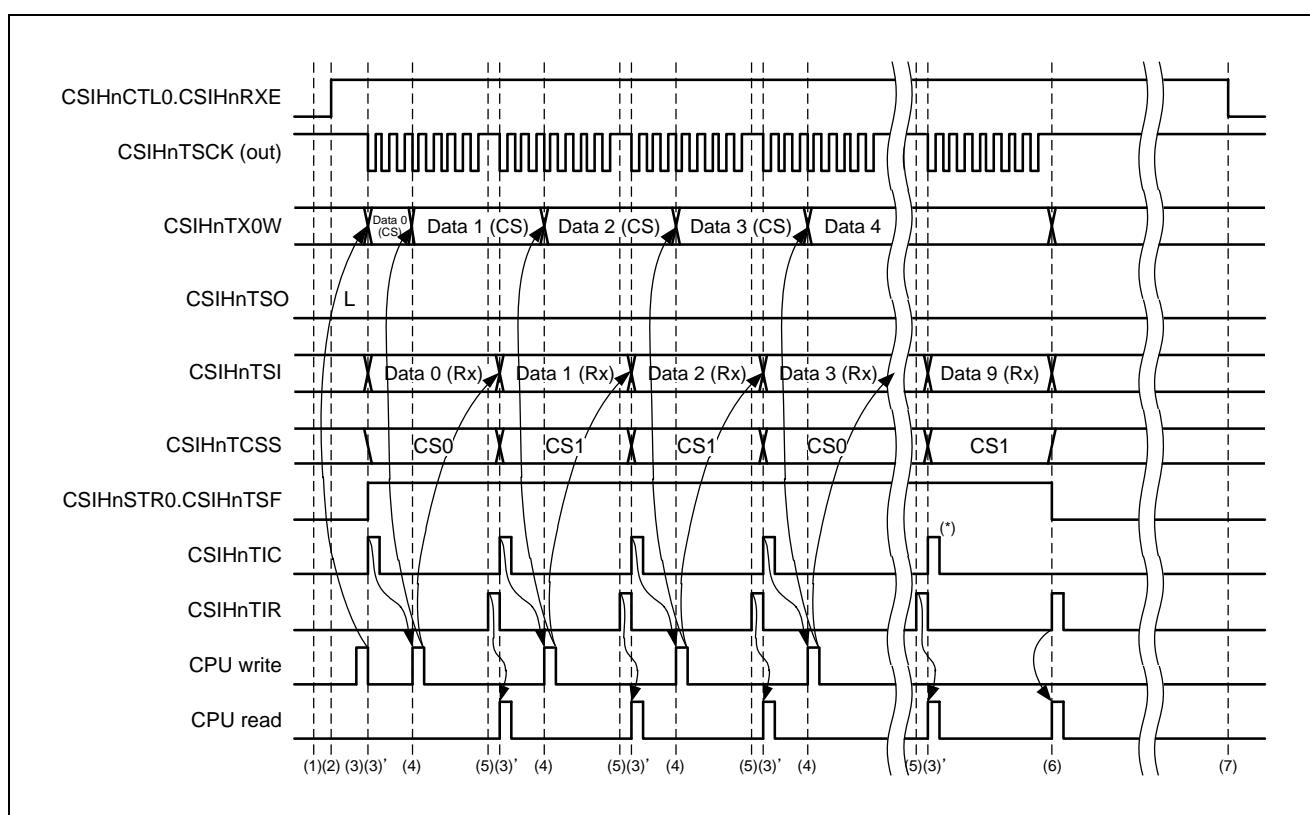 CSIHnCTL0.CSIHnRXE
CSIHnTSCK (out)
CSIHnTX0W
Data 0
(CS)
Data 1 (CS)
Data 2 (CS)
Data 3 (CS)
Data 4
CSIHnTSO
L
CSIHnTSI
Data 0 (Rx)
Data 1 (Rx)
Data 2 (Rx)
Data 3 (Rx)
Data 9 (Rx)
CSIHnTCSS
CS0
CS1
CS1
CS0
CS1
CSIHnSTR0.CSIHnTSF
CSIHnTIC
(*)
CSIHnTIR
CPU write
CPU read
(1)(2) (3)(3)’ (4) (5)(3)’ (4) (5)(3)’ (4) (5)(3)’ (4) (5)(3)’ (6) (7)